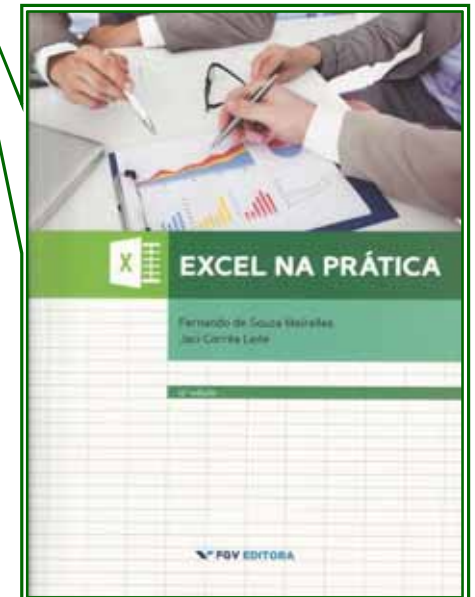 X
EXCEL NA PRÁTICA
Fernando de Souza Meirelles
Jaci Corrêa Leite
FGV EDITORA